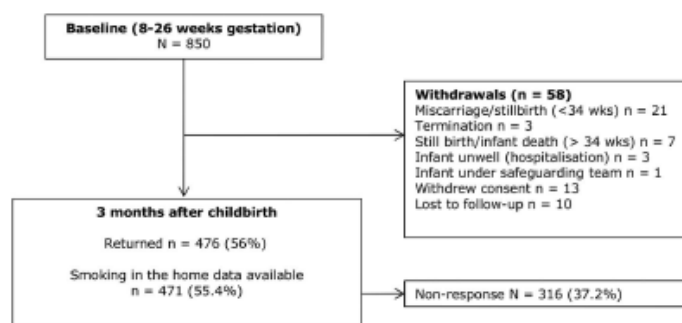 Baseline (8-26 weeks gestation)
N = 850
Withdrawals (n = 58)
Miscarriage/stillbirth (<34 wks) n = 21
Termination n = 3
Still birth/infant death (> 34 wks) n = 7
Infant unwell (hospitalisation) n = 3
Infant under safeguarding team n = 1
Withdrew consent n = 13
Lost to follow-up n = 10
3 months after childbirth
Returned n = 476 (56%)
Smoking in the home data available
n = 471 (55.4%)
Non-response N = 316 (37.2%)